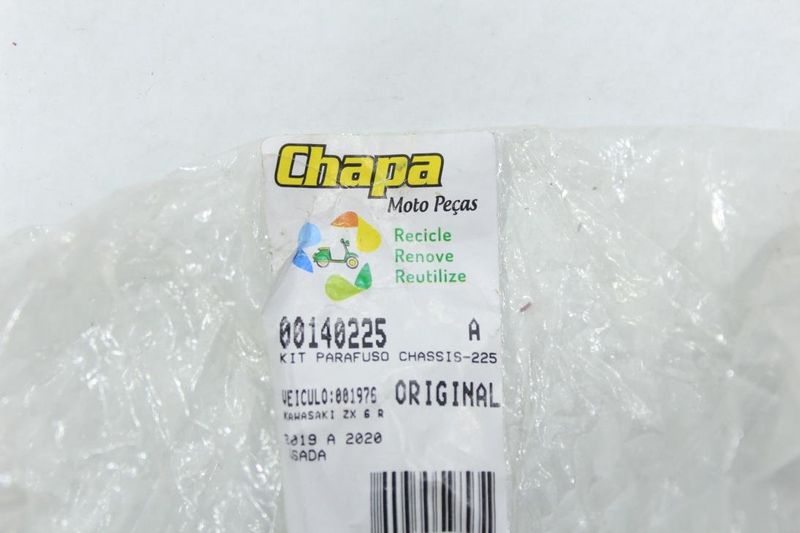 Chapa
Moto Peças
Recicle
Renove
Reutilize
00140225 A
KIT PARAFUSO CHASSIS-225
VEICULO:001976 ORIGINAL
KAWASAKI ZX 6 R
2019 A 2020
USADA